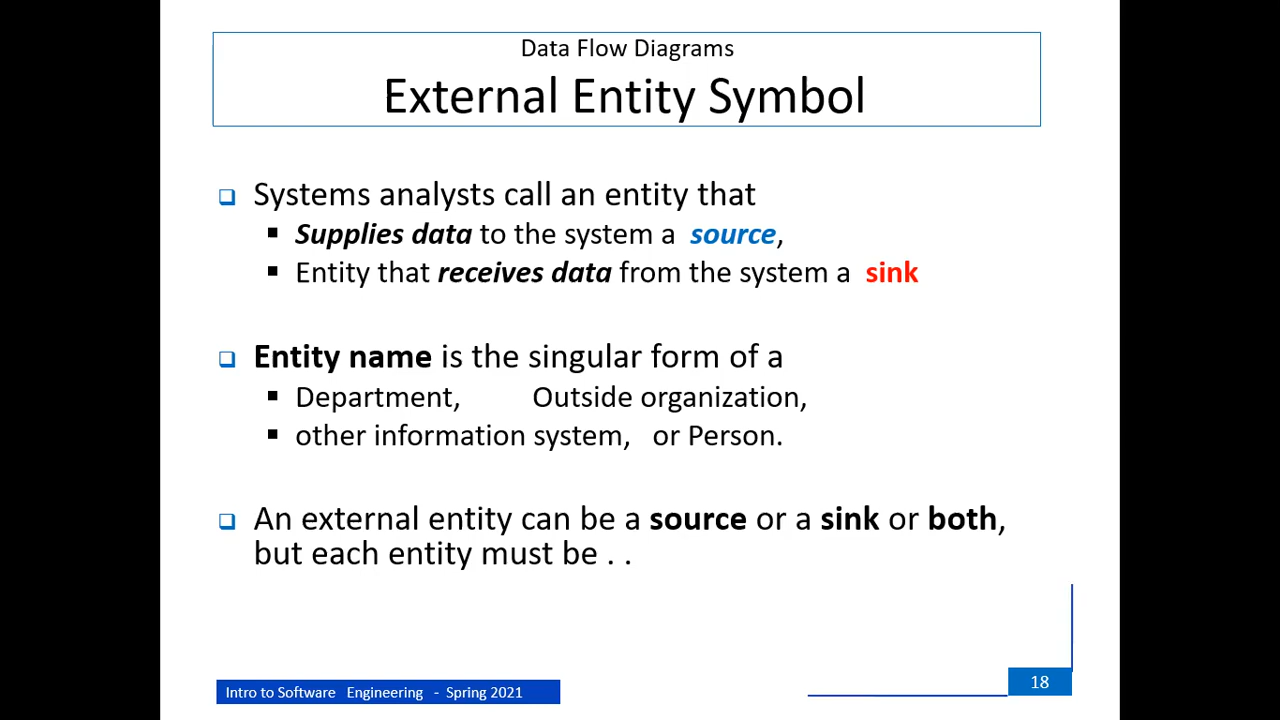 Data Flow Diagrams
External Entity Symbol
Systems analysts call an entity that
Supplies data to the system a source,
Entity that receives data from the system a sink
Entity name is the singular form of a
Department, Outside organization,
other information system, or Person.
An external entity can be a source or a sink or both,
but each entity must be . .
Intro to Software Engineering - Spring 2021
18